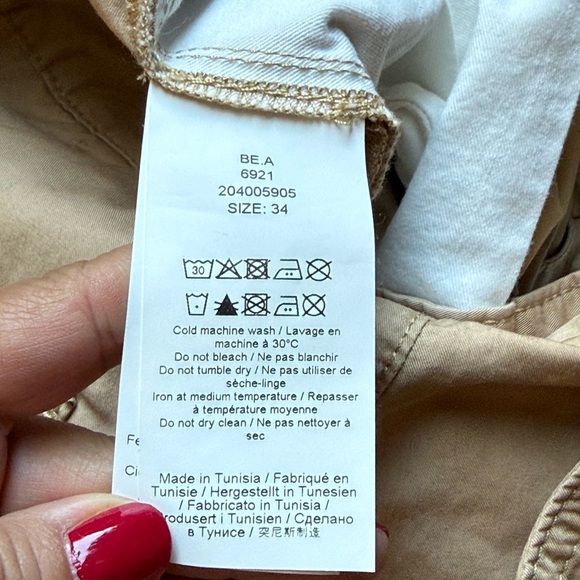 BE.A
6921
204005905
SIZE: 34
30
Cold machine wash / Lavage en
machine à 30°C
Do not bleach / Ne pas blanchir
Do not tumble dry / Ne pas utiliser de
sèche-linge
Iron at medium temperature / Repasser
à température moyenne
Do not dry clean / Ne pas nettoyer à
sec
Made in Tunisia / Fabriqué en
Tunisie / Hergestellt in Tunesien
/ Fabbricato in Tunisia /
i Tunisien / Сделано
в Тунисе / 突尼斯制造